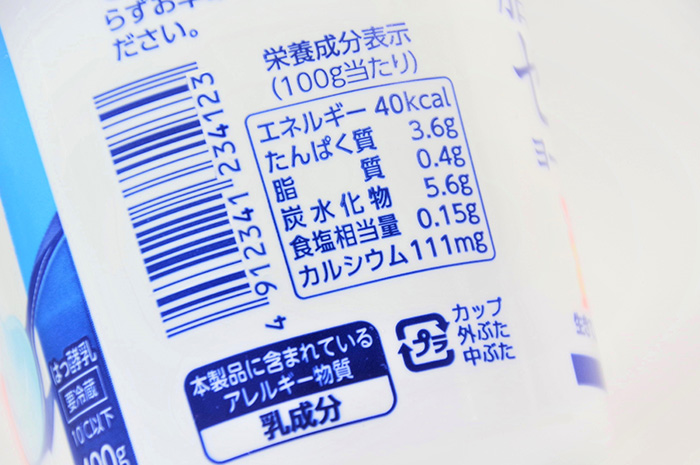 らずお
ださい。
栄養成分表示
(100g当たり)
エネルギー 40kcal
たんぱく質 3.6g
脂質 0.4g
炭水化物 5.6g
食塩相当量 0.15g
カルシウム 111mg
4 912341 234123
本製品に含まれている
アレルギー物質
乳成分
プラ
カップ
外ぶた
中ぶた
はつ酵乳
要冷蔵
10℃以下
400g